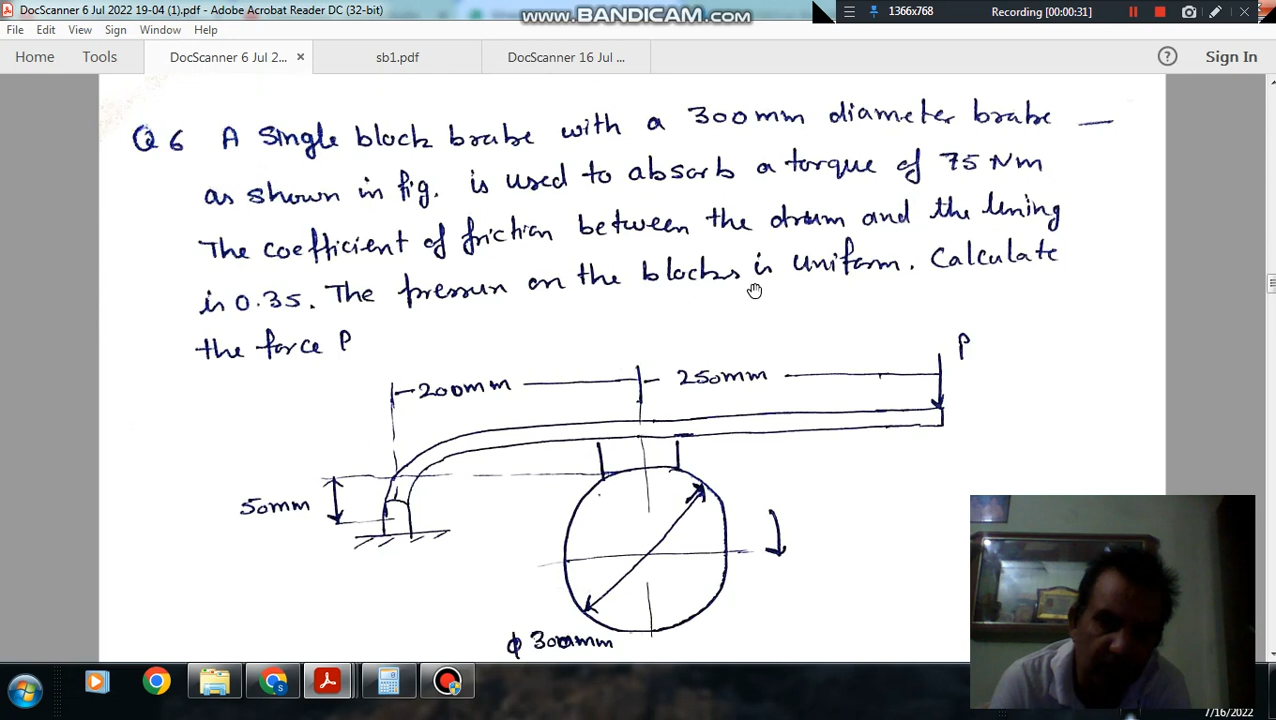 DocScanner 6 Jul 2022 19-04 (1).pdf - Adobe Acrobat Reader DC (32-bit)
www.BANDICAM.com
1366x768
Recording [00:00:31]
File Edit View Sign Window Help
Home Tools DocScanner 6 Jul 2... × sb1.pdf DocScanner 16 Jul ... ? Sign In
Q6 A Single block brake with a 300mm diameter brake —
as shown in fig. is used to absorb a torque of 75 Nm
The coefficient of friction between the drum and the lining
is 0.35. The pressure on the blocks is uniform. Calculate
the force P
P
200mm 250mm
50mm
ϕ 300mm
7/16/2022